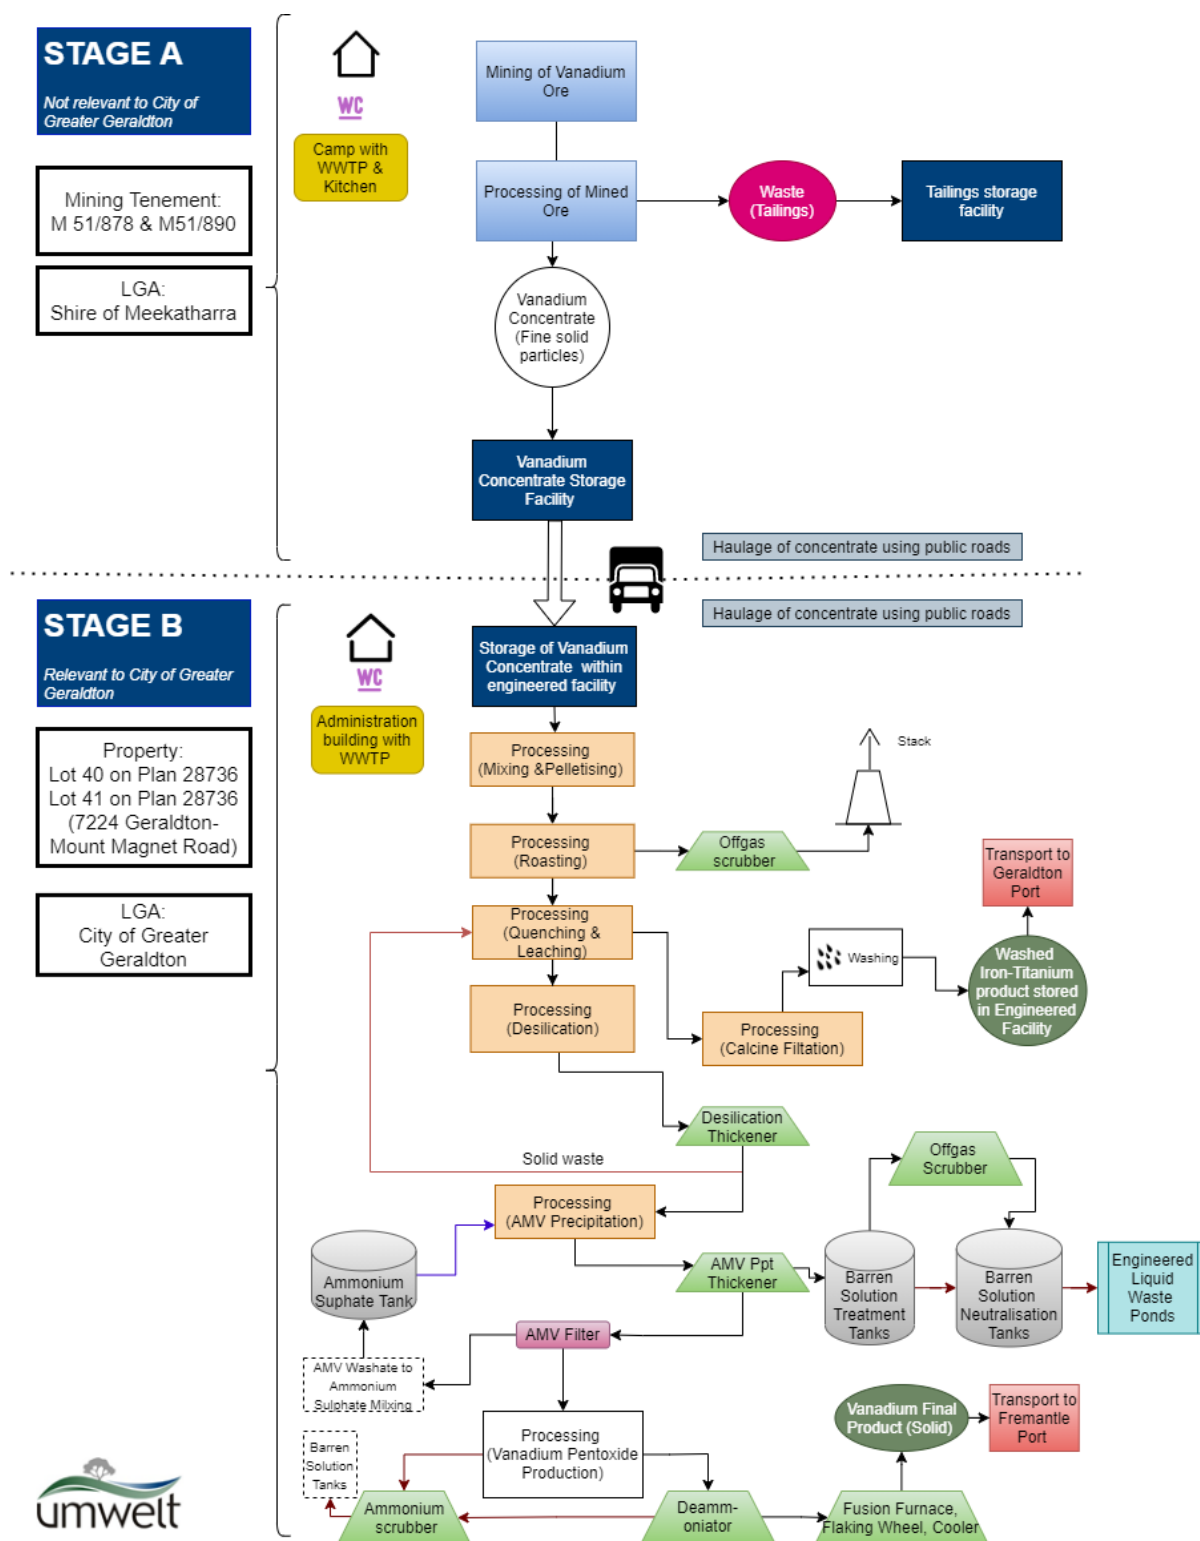 STAGE A
Not relevant to City of
Greater Geraldton
Mining Tenement:
M 51/878 & M51/890
LGA:
Shire of Meekatharra
WC
Camp with
WWTP &
Kitchen
Mining of Vanadium
Ore
Processing of Mined
Ore
Waste
(Tailings)
Tailings storage
facility
Vanadium
Concentrate
(Fine solid
particles)
Vanadium
Concentrate Storage
Facility
Haulage of concentrate using public roads
STAGE B
Relevant to City of Greater
Geraldton
Property:
Lot 40 on Plan 28736
Lot 41 on Plan 28736
(7224 Geraldton-
Mount Magnet Road)
LGA:
City of Greater
Geraldton
WC
Administration
building with
WWTP
Haulage of concentrate using public roads
Storage of Vanadium
Concentrate within
engineered facility
Processing
(Mixing &Pelletising)
Processing
(Roasting)
Offgas
scrubber
Stack
Processing
(Quenching &
Leaching)
Processing
(Desilication)
Processing
(Calcine Filtation)
Washing
Washed
Iron-Titanium
product stored
in Engineered
Facility
Transport to
Geraldton
Port
Desilication
Thickener
Solid waste
Processing
(AMV Precipitation)
Ammonium
Suphate Tank
AMV Ppt
Thickener
Offgas
Scrubber
Barren
Solution
Treatment
Tanks
Barren
Solution
Neutralisation
Tanks
Engineered
Liquid
Waste
Ponds
AMV Filter
AMV Washate to
Ammonium
Sulphate Milxing
Processing
(Vanadium Pentoxide
Production)
Barren
Solution
Tanks
Ammonium
scrubber
Deamm-
oniator
Fusion Furnace,
Flaking Wheel, Cooler
Vanadium Final
Product (Solid)
Transport to
Fremantle
Port
umwelt